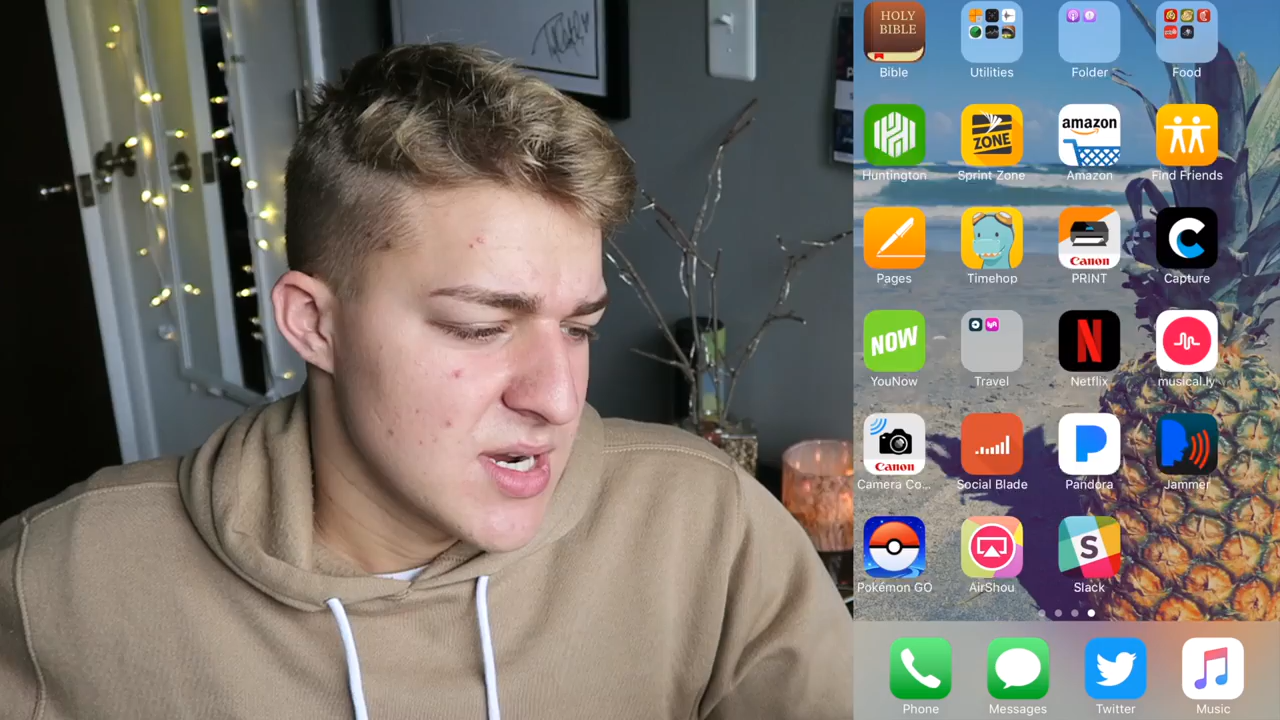 HOLY
BIBLE
Bible
Utilities
Folder
Food
ZONE
amazon
Huntington
Sprint Zone
Amazon
Find Friends
Canon
Pages
Timehop
PRINT
Capture
NOW
N
YouNow
Travel
Netflix
musical.ly
Canon
P
Camera Co...
Social Blade
Pandora
Jammer
S
Pokémon GO
AirShou
Slack
Phone
Messages
Twitter
Music